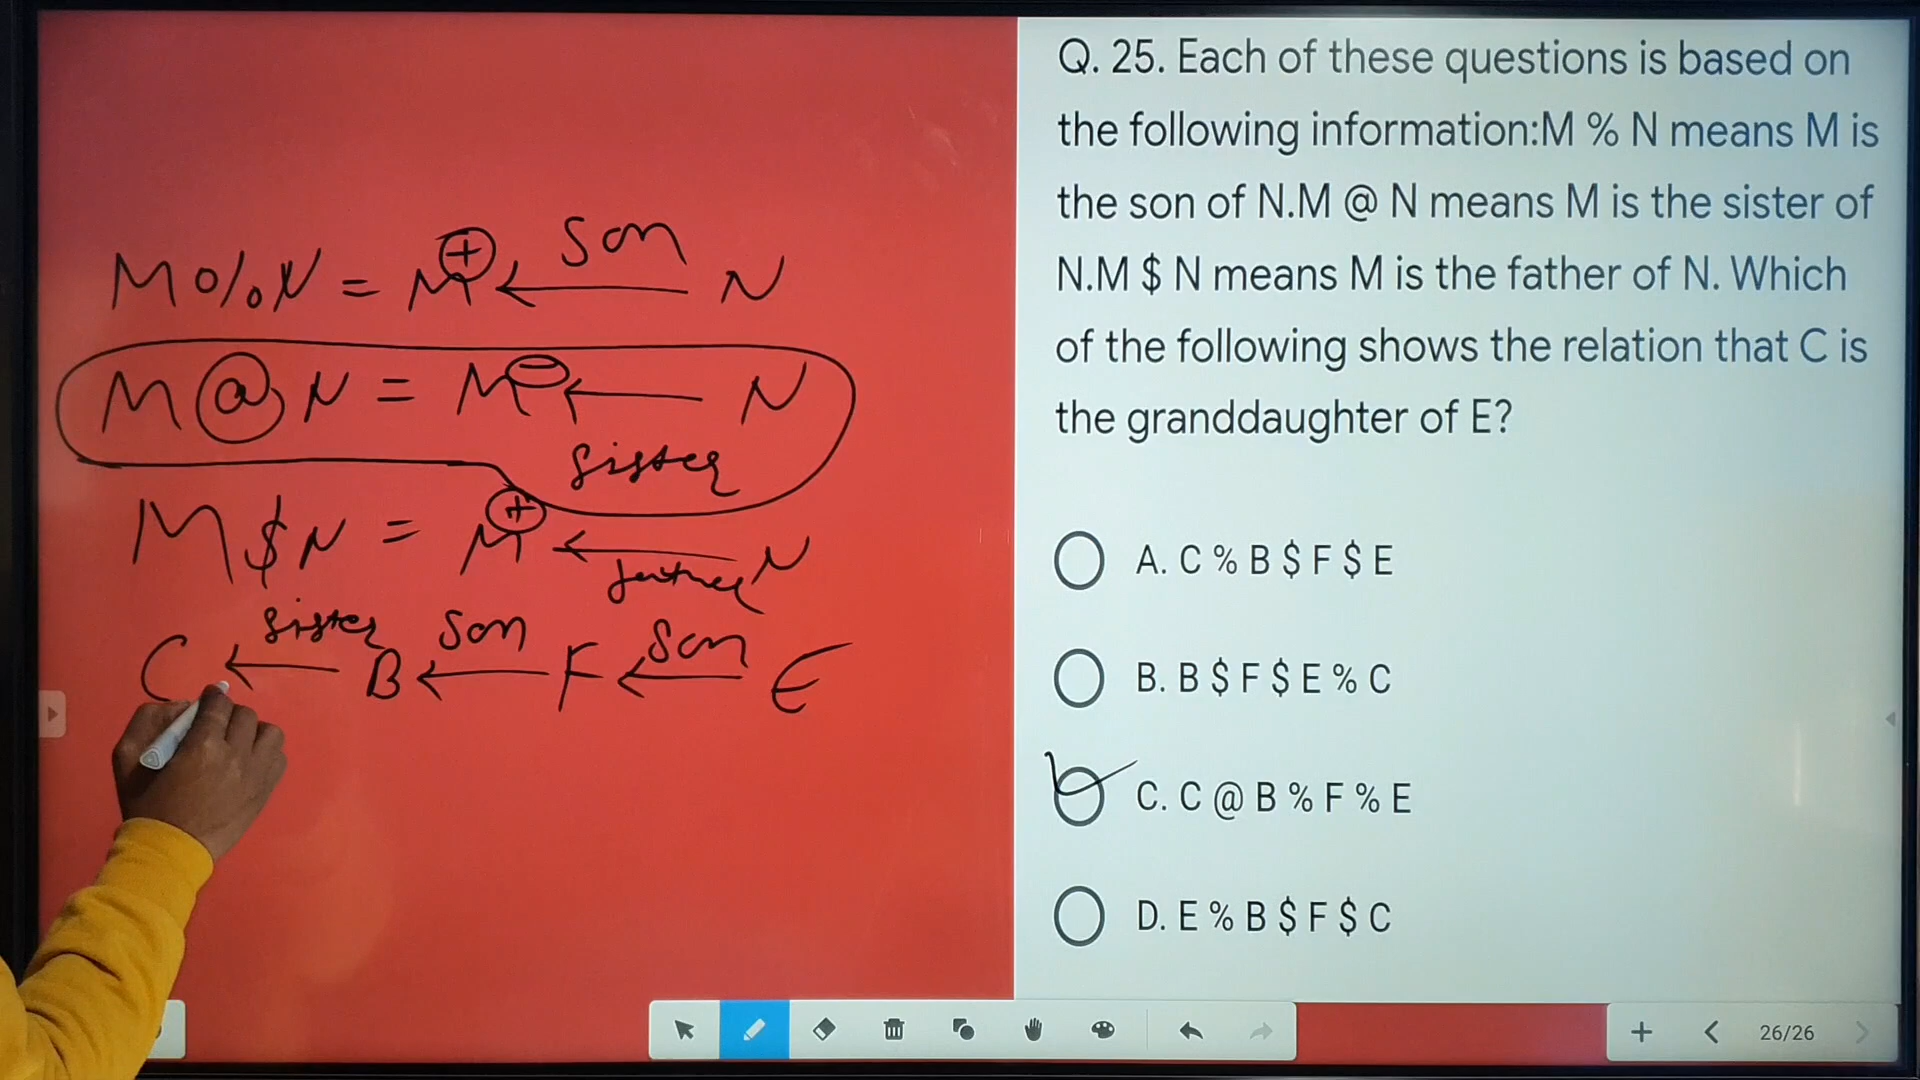 M%N = M + ← Son N
M @ N = M − ← N
sister
M $ N = M + ← N
father
sister Son Son
C ← B ← F ← E
Q. 25. Each of these questions is based on
the following information:M % N means M is
the son of N.M @ N means M is the sister of
N.M $ N means M is the father of N. Which
of the following shows the relation that C is
the granddaughter of E?
A. C % B $ F $ E
B. B $ F $ E % C
C. C @ B % F % E
D. E % B $ F $ C
26/26